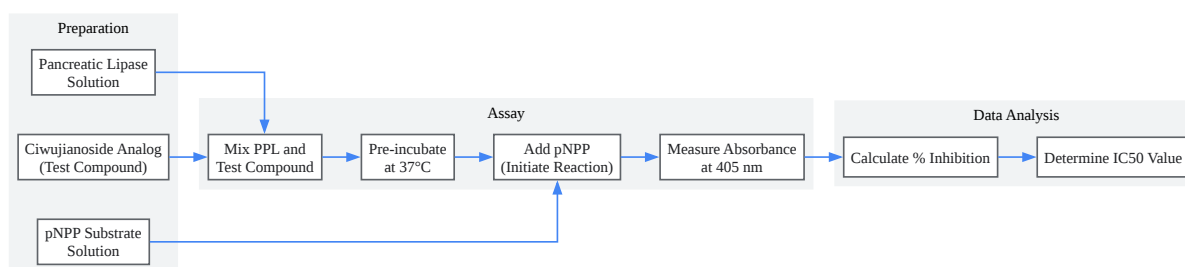 Preparation
Pancreatic Lipase
Solution
Ciwujianoside Analog
(Test Compound)
pNPP Substrate
Solution
Assay
Mix PPL and
Test Compound
Pre-incubate
at 37°C
Add pNPP
(Initiate Reaction)
Measure Absorbance
at 405 nm
Data Analysis
Calculate % Inhibition
Determine IC50 Value